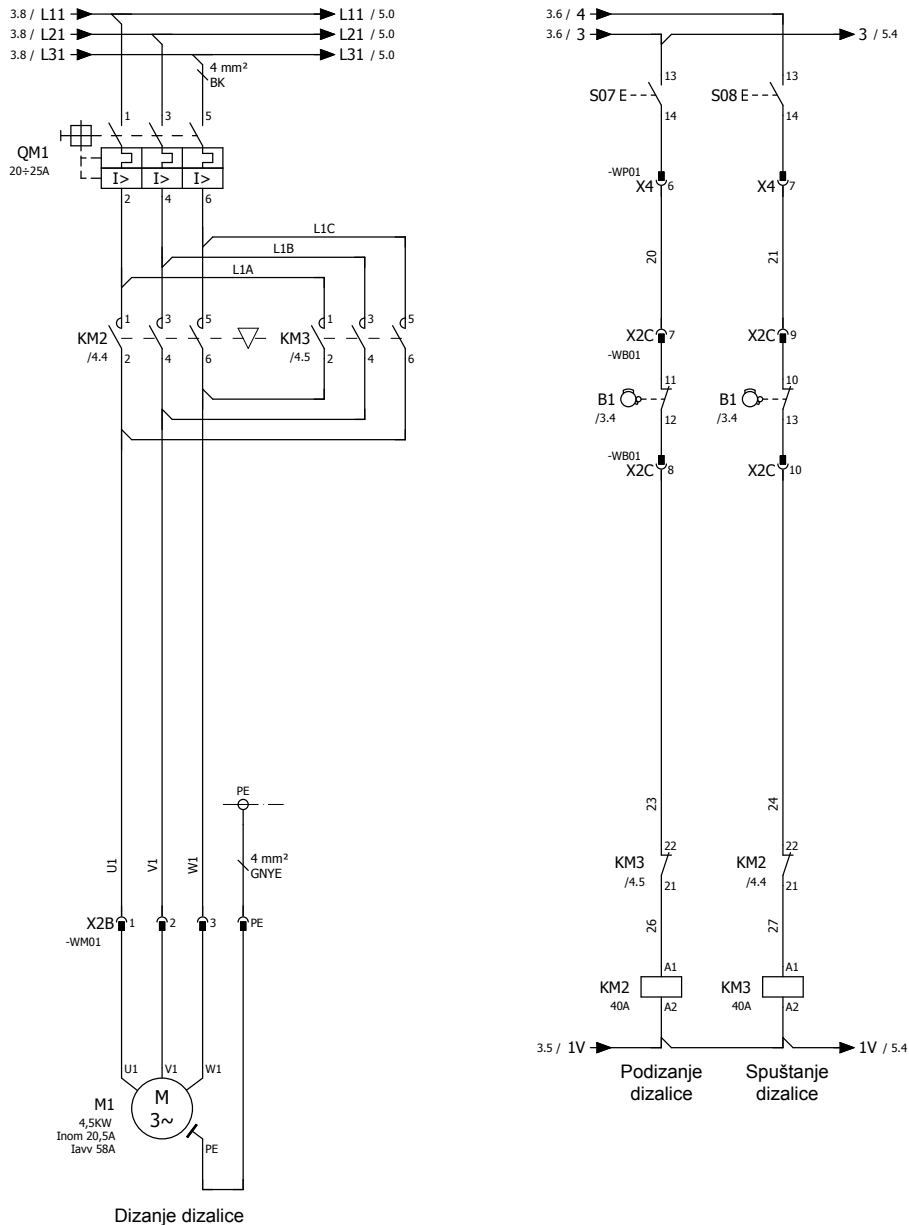 3.8 / L11
L11 / 5.0
3.8 / L21
L21 / 5.0
3.8 / L31
L31 / 5.0
4 mm²
BK
1
3
5
QM1
20÷25A
I>
I>
I>
2
4
6
L1C
L1B
L1A
1
3
5
1
3
5
KM2
/4.4
KM3
/4.5
2
4
6
2
4
6
PE
4 mm²
GNYE
U1
V1
W1
X2B
1
2
3
PE
-WM01
U1
V1
W1
M1
4,5KW
Inom 20,5A
Iavv 58A
M
3~
PE
Dizanje dizalice
3.6 / 4
3.6 / 3
3 / 5.4
13
13
S07
S08
14
14
-WP01
X4
6
X4
7
20
21
X2C
7
X2C
9
-WB01
11
10
B1
/3.4
B1
/3.4
12
13
-WB01
X2C
8
X2C
10
23
24
22
22
KM3
/4.5
KM2
/4.4
21
21
26
27
A1
A1
KM2
40A
KM3
40A
A2
A2
3.5 / 1V
1V / 5.4
Podizanje
dizalice
Spuštanje
dizalice